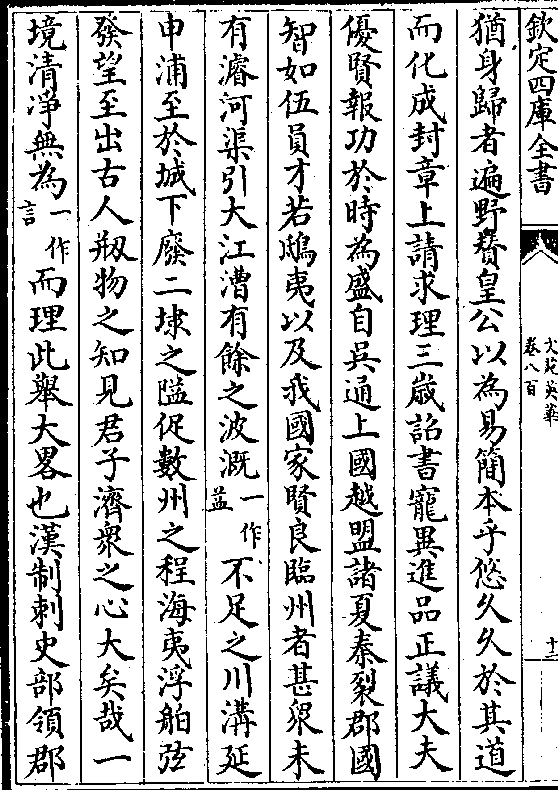 欽定四庫全書
文苑英華
卷八百
十二
猶身歸者遍野賛皇公以為易簡本乎悠久久於其道
而化成封章上請求理三嵗詔書寵異進品正議大夫
優賢報功於時為盛自吳通上國越盟諸夏秦裂郡國
智如伍員才若鴟夷以及我國家賢良臨州者甚衆未
有濬河渠引大江漕有餘之波溉一作益不足之川溝延
申浦至於城下廢二埭之隘促數州之程海夷浮舶弦
發望至出古人剏物之知見君子濟衆之心大矣哉一
境清淨無為一作言而理此舉大畧也漢制刺史部領郡